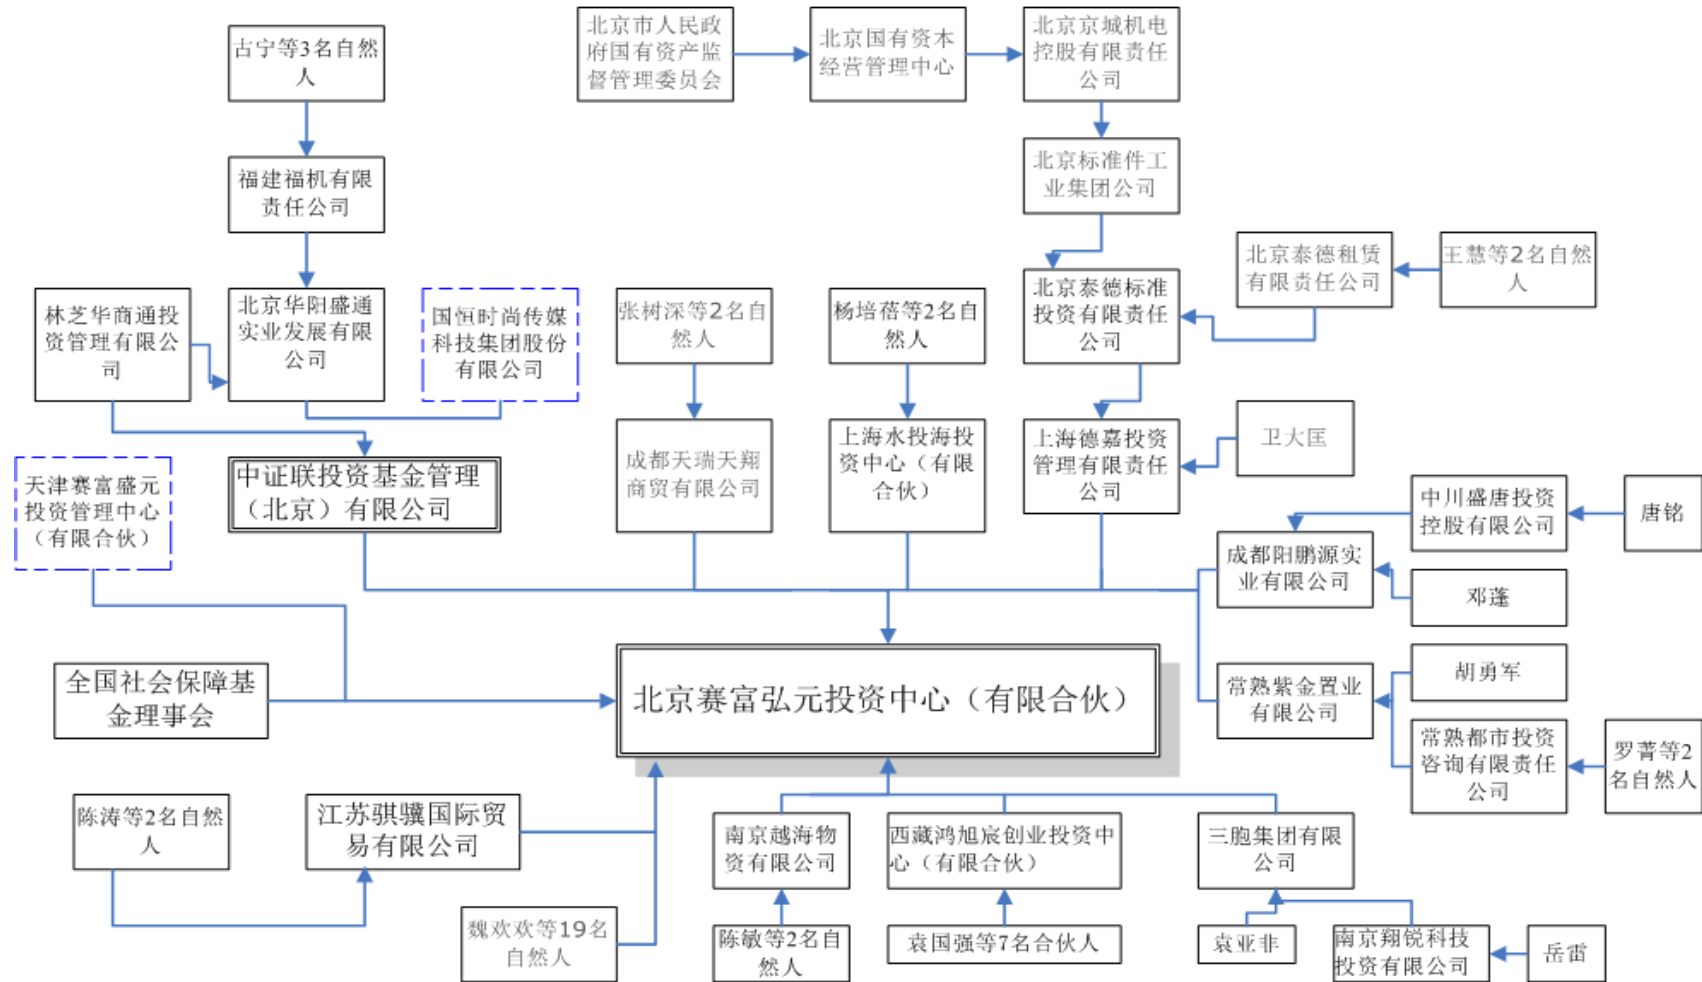 古宁等3名自然
人
北京市人民政
府国有资产监
督管理委员会
北京国有资本
经营管理中心
北京京城机电
控股有限责任
公司
福建福机有限
责任公司
北京标准件工
业集团公司
林芝华商通投
资管理有限公
司
北京华阳盛通
实业发展有限
公司
国恒时尚传媒
科技集团股份
有限公司
张树深等2名自
然人
杨培蓓等2名自
然人
北京泰德标准
投资有限责任
公司
北京泰德租赁
有限责任公司
王慧等2名自然
人
天津赛富盛元
投资管理中心
（有限合伙）
中证联投资基金管理
（北京）有限公司
成都天瑞天翔
商贸有限公司
上海水投海投
资中心（有限
合伙）
上海德嘉投资
管理有限责任
公司
卫大匡
中川盛唐投资
控股有限公司
唐铭
成都阳鹏源实
业有限公司
邓蓬
全国社会保障基
金理事会
北京赛富弘元投资中心（有限合伙）
常熟紫金置业
有限公司
胡勇军
常熟都市投资
咨询有限责任
公司
罗菁等2
名自然人
陈涛等2名自然
人
江苏骐骥国际贸
易有限公司
魏欢欢等19名
自然人
南京越海物
资有限公司
西藏鸿旭宸创业投资中
心（有限合伙）
三胞集团有限
公司
陈敏等2名自
然人
袁国强等7名合伙人
袁亚非
南京翔锐科技
投资有限公司
岳雷